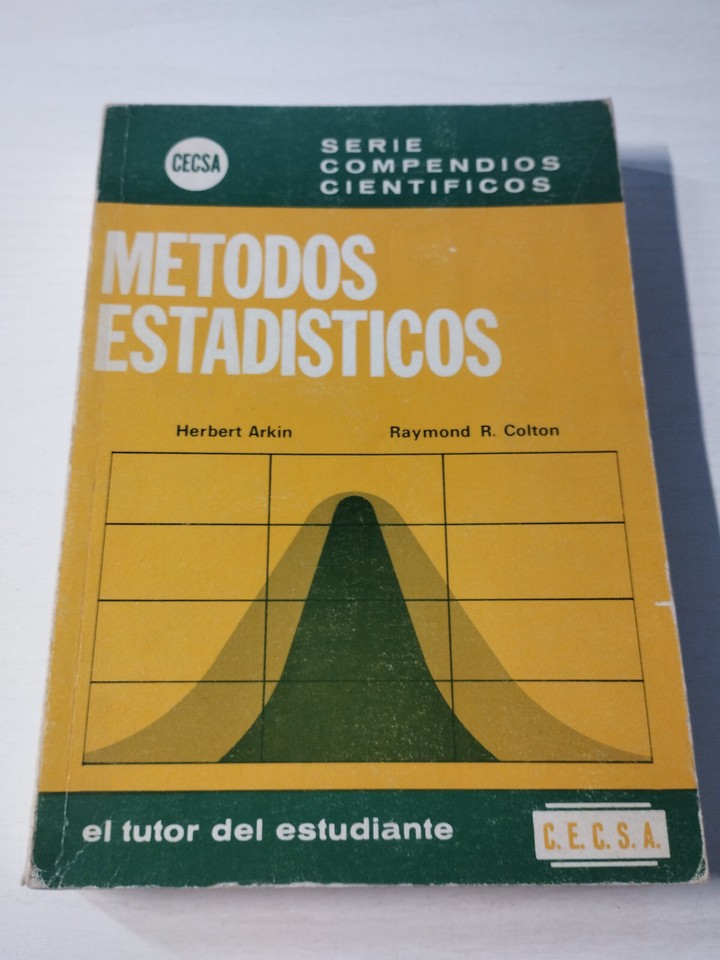 CECSA
SERIE
COMPENDIOS
CIENTIFICOS
METODOS
ESTADISTICOS
Herbert Arkin Raymond R. Colton
el tutor del estudiante
C. E. C. S. A.